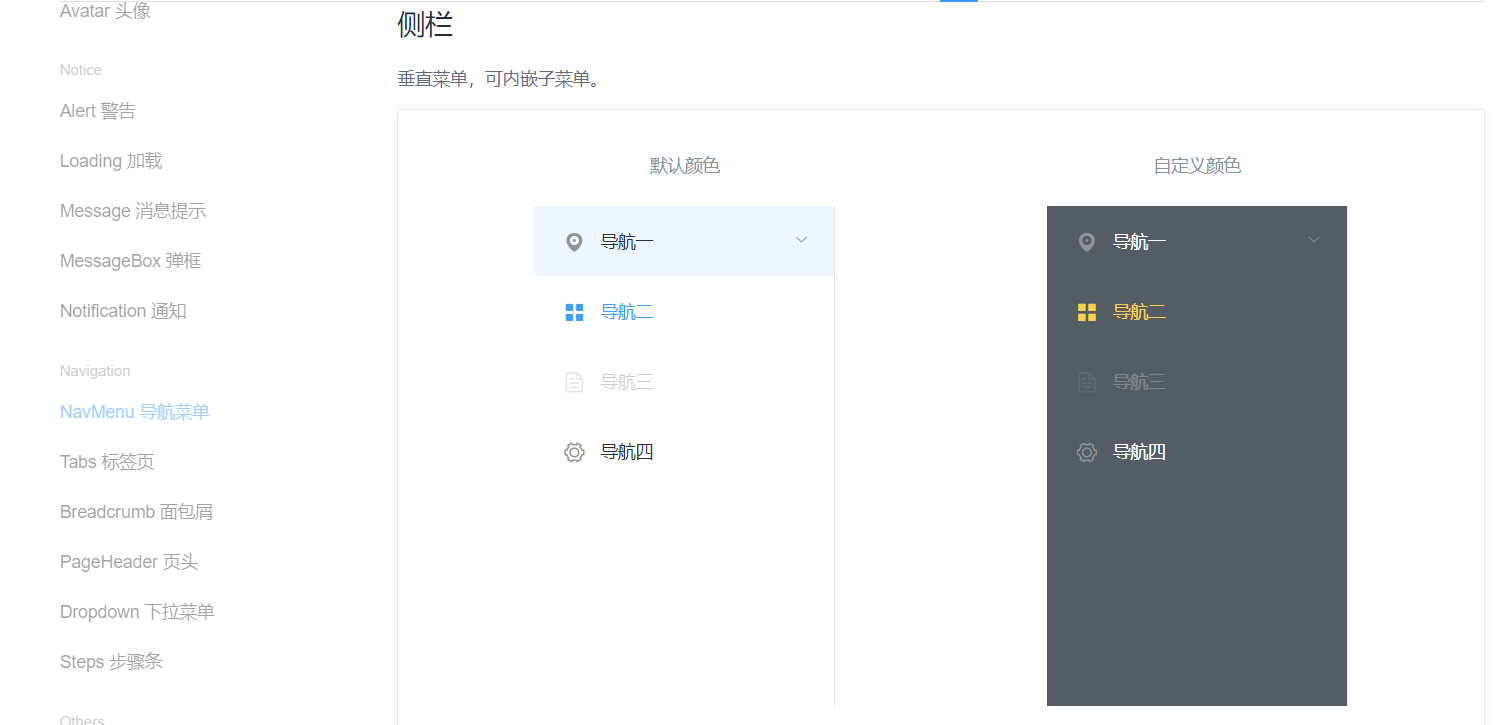 Avatar 头像
Notice
Alert 警告
Loading 加载
Message 消息提示
MessageBox 弹框
Notification 通知
Navigation
NavMenu 导航菜单
Tabs 标签页
Breadcrumb 面包屑
PageHeader 页头
Dropdown 下拉菜单
Steps 步骤条
Others
侧栏
垂直菜单，可内嵌子菜单。
默认颜色
导航一
导航二
导航三
导航四
自定义颜色
导航一
导航二
导航三
导航四